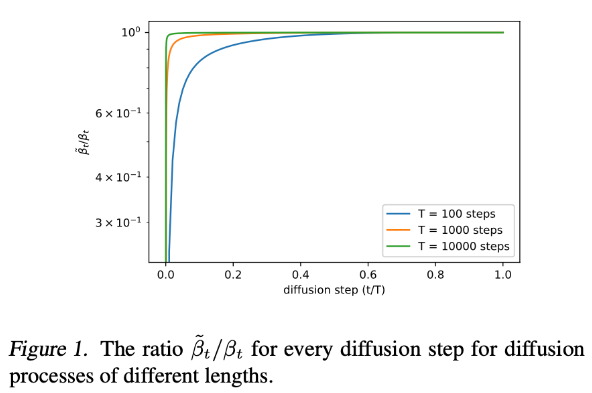 10⁰
6 × 10⁻¹
4 × 10⁻¹
3 × 10⁻¹
β̃ₜ/βₜ
T = 100 steps
T = 1000 steps
T = 10000 steps
0.0 0.2 0.4 0.6 0.8 1.0
diffusion step (t/T)
Figure 1. The ratio β̃ₜ/βₜ for every diffusion step for diffusion
processes of different lengths.